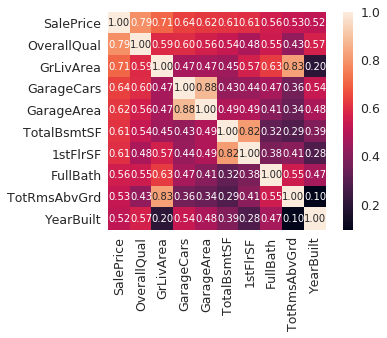 SalePrice 1.00 0.79 0.71 0.64 0.62 0.61 0.61 0.56 0.53 0.52
OverallQual 0.79 1.00 0.59 0.60 0.56 0.54 0.48 0.55 0.43 0.57
GrLivArea 0.71 0.59 1.00 0.47 0.47 0.45 0.57 0.63 0.83 0.20
GarageCars 0.64 0.60 0.47 1.00 0.88 0.43 0.44 0.47 0.36 0.54
GarageArea 0.62 0.56 0.47 0.88 1.00 0.49 0.49 0.41 0.34 0.48
TotalBsmtSF 0.61 0.54 0.45 0.43 0.49 1.00 0.82 0.32 0.29 0.39
1stFlrSF 0.61 0.48 0.57 0.44 0.49 0.82 1.00 0.38 0.41 0.28
FullBath 0.56 0.55 0.63 0.47 0.41 0.32 0.38 1.00 0.55 0.47
TotRmsAbvGrd 0.53 0.43 0.83 0.36 0.34 0.29 0.41 0.55 1.00 0.10
YearBuilt 0.52 0.57 0.20 0.54 0.48 0.39 0.28 0.47 0.10 1.00
SalePrice
OverallQual
GrLivArea
GarageCars
GarageArea
TotalBsmtSF
1stFlrSF
FullBath
TotRmsAbvGrd
YearBuilt
1.0
0.8
0.6
0.4
0.2